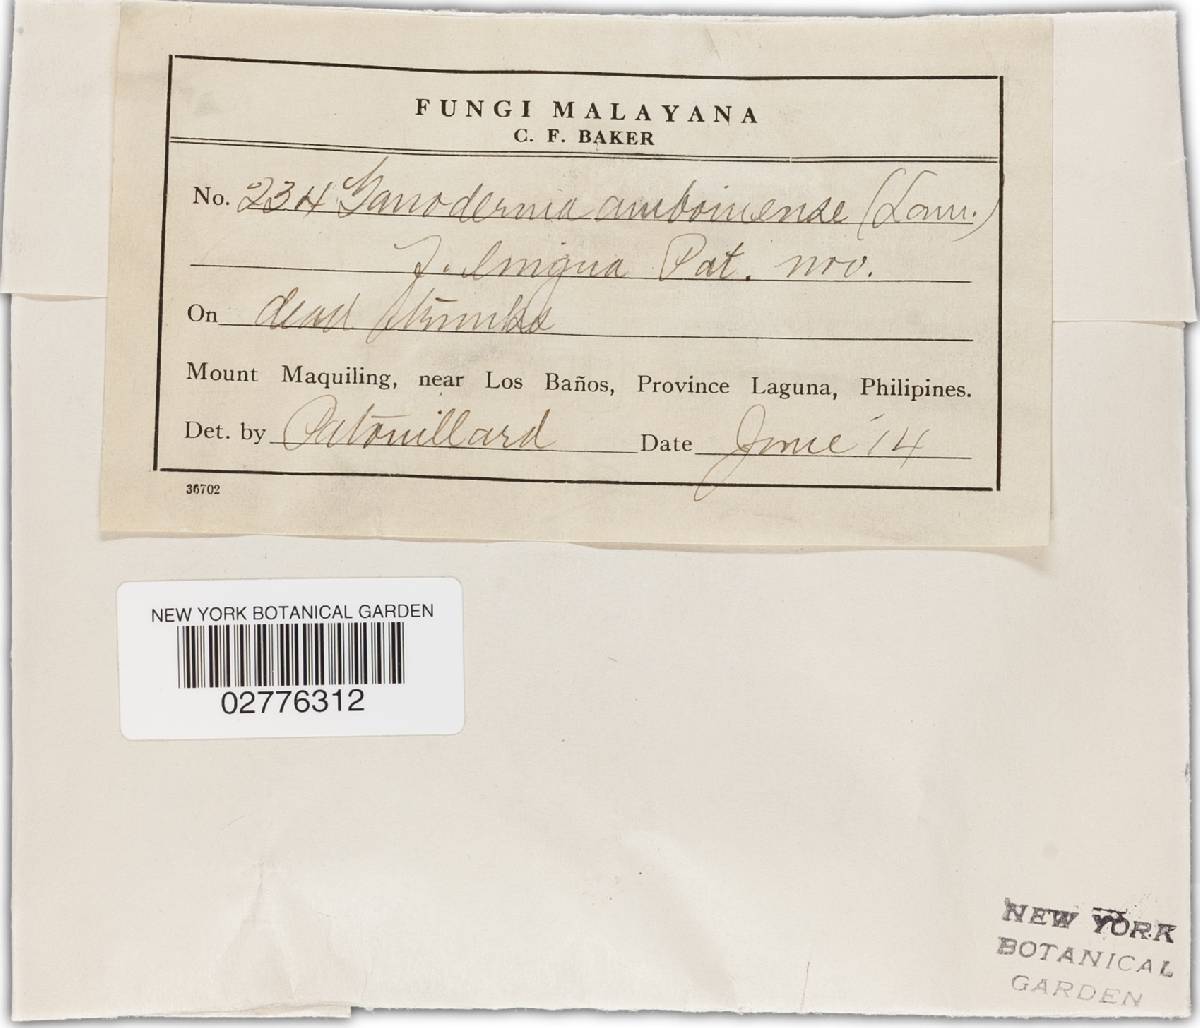 FUNGI MALAYANA
C. F. BAKER
No. 234 Ganoderma amboinense (Lam.)
f. lingua Pat. nov.
On dead stumbs
Mount Maquiling, near Los Baños, Province Laguna, Philipines.
Det. by Patouillard Date June '14
36702
NEW YORK BOTANICAL GARDEN
02776312
NEW YORK
BOTANICAL
GARDEN